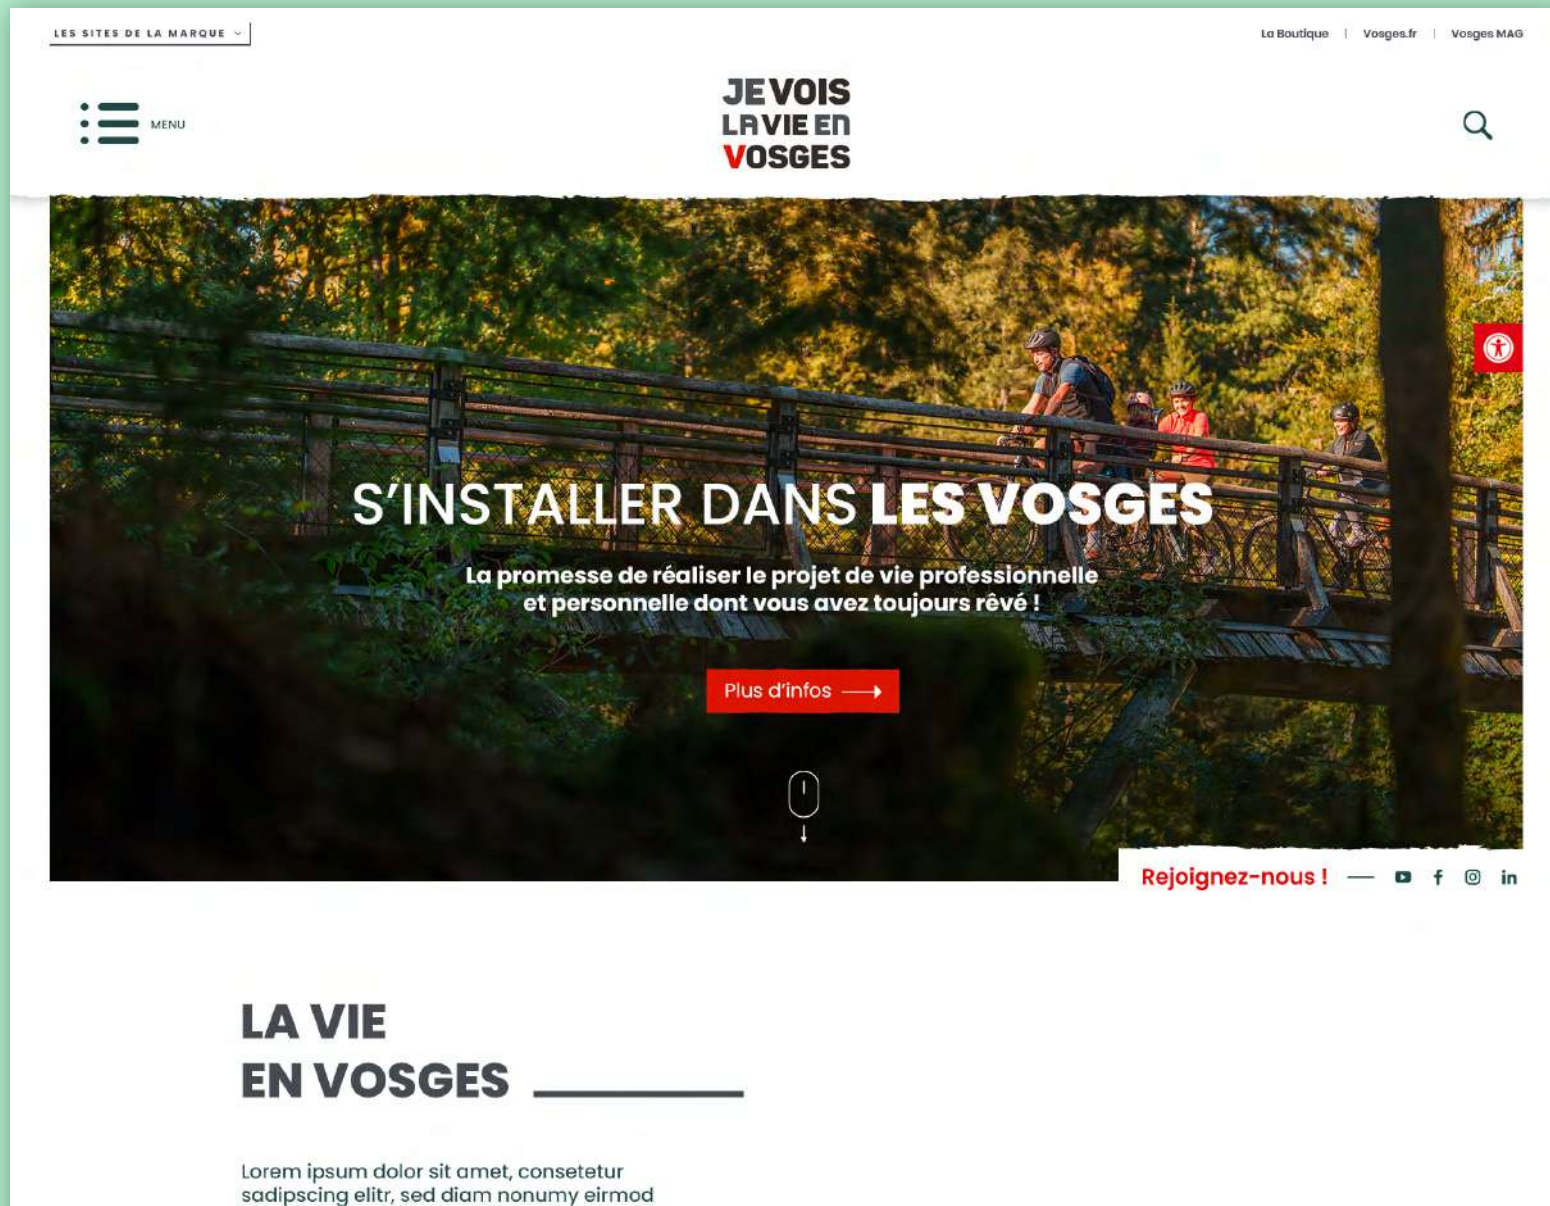 LES SITES DE LA MARQUE
La Boutique | Vosges.fr | Vosges MAG
MENU
JE VOIS
LA VIE EN
VOSGES
S’INSTALLER DANS LES VOSGES
La promesse de réaliser le projet de vie professionnelle
et personnelle dont vous avez toujours rêvé !
Plus d’infos
Rejoignez-nous !
LA VIE
EN VOSGES
Lorem ipsum dolor sit amet, consetetur
sadipscing elitr, sed diam nonumy eirmod